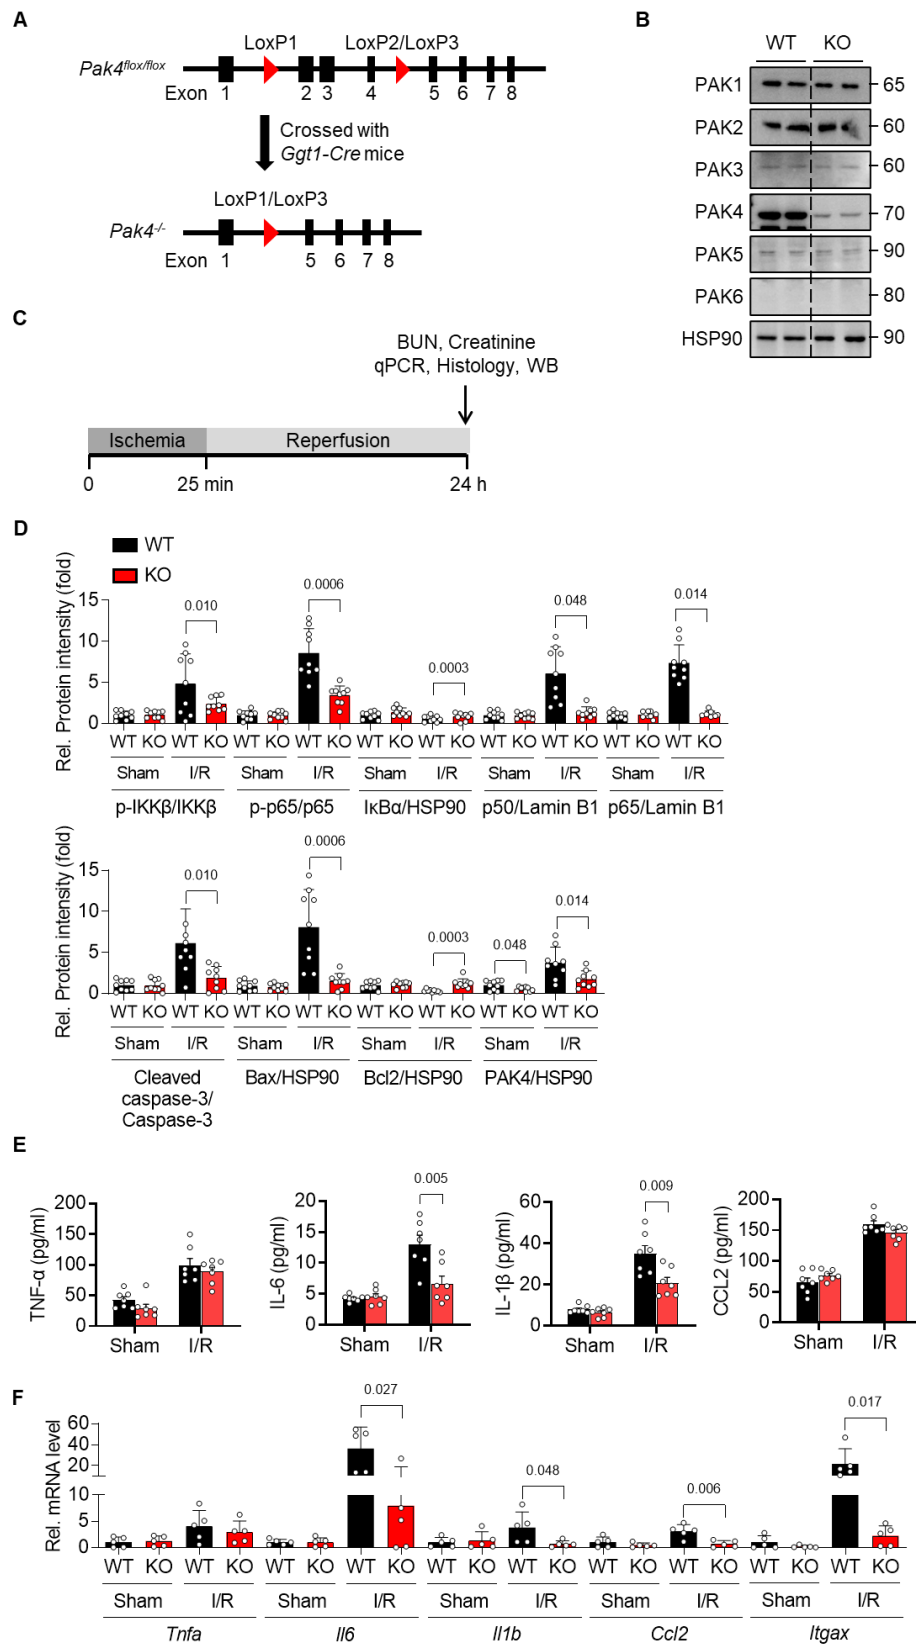 A
LoxP1 LoxP2/LoxP3
Pak4flox/flox
Exon 1 2 3 4 5 6 7 8
Crossed with
Ggt1-Cre mice
LoxP1/LoxP3
Pak4-/-
Exon 1 5 6 7 8
B
WT KO
PAK1 65
PAK2 60
PAK3 60
PAK4 70
PAK5 90
PAK6 80
HSP90 90
C
BUN, Creatinine
qPCR, Histology, WB
Ischemia Reperfusion
0 25 min 24 h
D
WT
KO
Rel. Protein intensity (fold)
15
10
5
0
0.010 0.0006 0.0003 0.048 0.014
WT KO WT KO WT KO WT KO WT KO WT KO WT KO WT KO WT KO WT KO
Sham I/R Sham I/R Sham I/R Sham I/R Sham I/R
p-IKKβ/IKKβ p-p65/p65 IκBα/HSP90 p50/Lamin B1 p65/Lamin B1
Rel. Protein intensity (fold)
15
10
5
0
0.010 0.0006 0.0003 0.048 0.014
WT KO WT KO WT KO WT KO WT KO WT KO WT KO WT KO
Sham I/R Sham I/R Sham I/R Sham I/R
Cleaved caspase-3/ Caspase-3 Bax/HSP90 Bcl2/HSP90 PAK4/HSP90
E
TNF-α (pg/ml)
200
150
100
50
0
Sham I/R
IL-6 (pg/ml)
20
15
10
5
0
0.005
Sham I/R
IL-1β (pg/ml)
60
40
20
0
0.009
Sham I/R
CCL2 (pg/ml)
200
150
100
50
0
Sham I/R
F
Rel. mRNA level
60
40
20
10
5
0
0.027 0.048 0.006 0.017
WT KO WT KO WT KO WT KO WT KO WT KO WT KO WT KO WT KO WT KO
Sham I/R Sham I/R Sham I/R Sham I/R Sham I/R
Tnfa Il6 Il1b Ccl2 Itgax